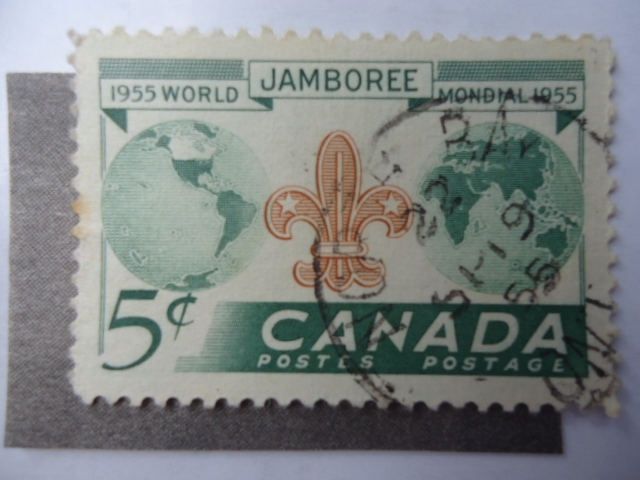 JAMBOREE
1955 WORLD MONDIAL 1955
5¢
CANADA
POSTES POSTAGE